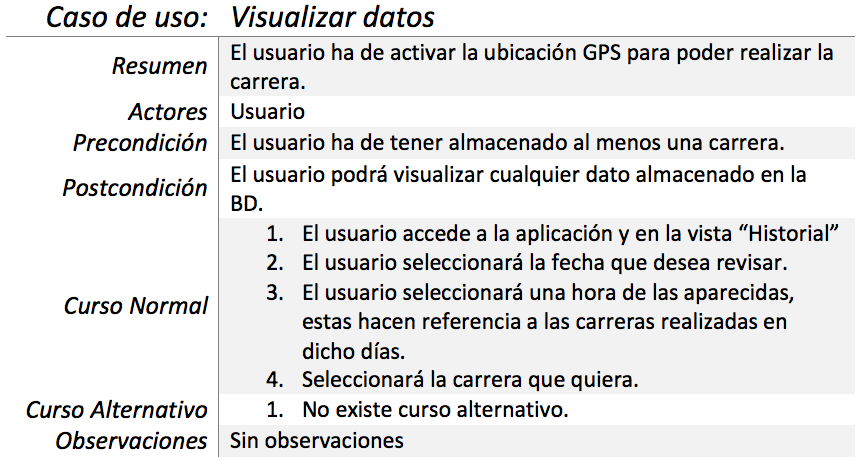 Caso de uso: Visualizar datos
Resumen El usuario ha de activar la ubicación GPS para poder realizar la
carrera.
Actores Usuario
Precondición El usuario ha de tener almacenado al menos una carrera.
Postcondición El usuario podrá visualizar cualquier dato almacenado en la
BD.
Curso Normal 1. El usuario accede a la aplicación y en la vista “Historial”
2. El usuario seleccionará la fecha que desea revisar.
3. El usuario seleccionará una hora de las aparecidas,
estas hacen referencia a las carreras realizadas en
dicho días.
4. Seleccionará la carrera que quiera.
Curso Alternativo 1. No existe curso alternativo.
Observaciones Sin observaciones